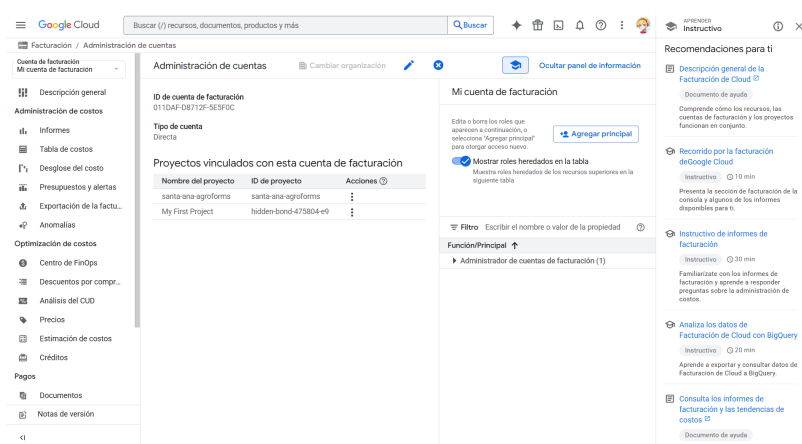 Google Cloud
Buscar (/) recursos, documentos, productos y más
Buscar
Facturación / Administración de cuentas
Cuenta de facturación
Mi cuenta de facturación
Descripción general
Administración de costos
Informes
Tabla de costos
Desglose del costo
Presupuestos y alertas
Exportación de la factu...
Anomalías
Optimización de costos
Centro de FinOps
Descuentos por compr...
Análisis del CUD
Precios
Estimación de costos
Créditos
Pagos
Documentos
Notas de versión
Administración de cuentas
Cambiar organización
Ocultar panel de información
ID de cuenta de facturación
011DAF-D8712F-5E5F0C
Tipo de cuenta
Directa
Proyectos vinculados con esta cuenta de facturación
Nombre del proyecto ID de proyecto Acciones
santa-ana-agroforms santa-ana-agroforms
My First Project hidden-bond-475804-e9
Mi cuenta de facturación
Edita o borra los roles que
aparecen a continuación, o
selecciona "Agregar principal"
para otorgar acceso nuevo.
Agregar principal
Mostrar roles heredados en la tabla
Muestra roles heredados de los recursos superiores en la
siguiente tabla
Filtro Escribir el nombre o valor de la propiedad
Función/Principal
Administrador de cuentas de facturación (1)
APRENDER
Instructivo
Recomendaciones para ti
Descripción general de la
Facturación de Cloud
Documento de ayuda
Comprende cómo los recursos, las
cuentas de facturación y los proyectos
funcionan en conjunto.
Recorrido por la facturación
deGoogle Cloud
Instructivo 10 min
Presenta la sección de facturación de la
consola y algunos de los informes
disponibles para ti.
Instructivo de informes de
facturación
Instructivo 30 min
Familiarízate con los informes de
facturación y aprende a responder
preguntas sobre la administración de
costos.
Analiza los datos de
Facturación de Cloud con BigQuery
Instructivo 20 min
Aprende a exportar y consultar datos de
Facturación de Cloud a BigQuery.
Consulta los informes de
facturación y las tendencias de
costos
Documento de ayuda